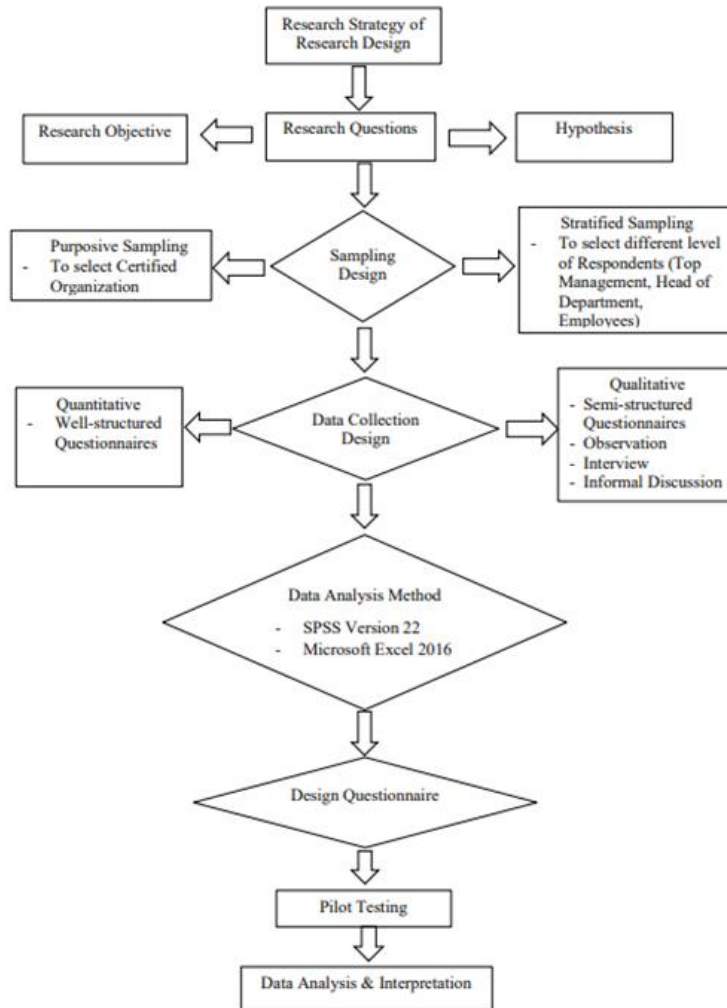 Research Strategy of
Research Design
Research Objective
Research Questions
Hypothesis
Purposive Sampling
- To select Certified
Organization
Sampling
Design
Stratified Sampling
- To select different level
of Respondents (Top
Management, Head of
Department,
Employees)
Quantitative
- Well-structured
Questionnaires
Data Collection
Design
Qualitative
- Semi-structured
Questionnaires
- Observation
- Interview
- Informal Discussion
Data Analysis Method
- SPSS Version 22
- Microsoft Excel 2016
Design Questionnaire
Pilot Testing
Data Analysis & Interpretation